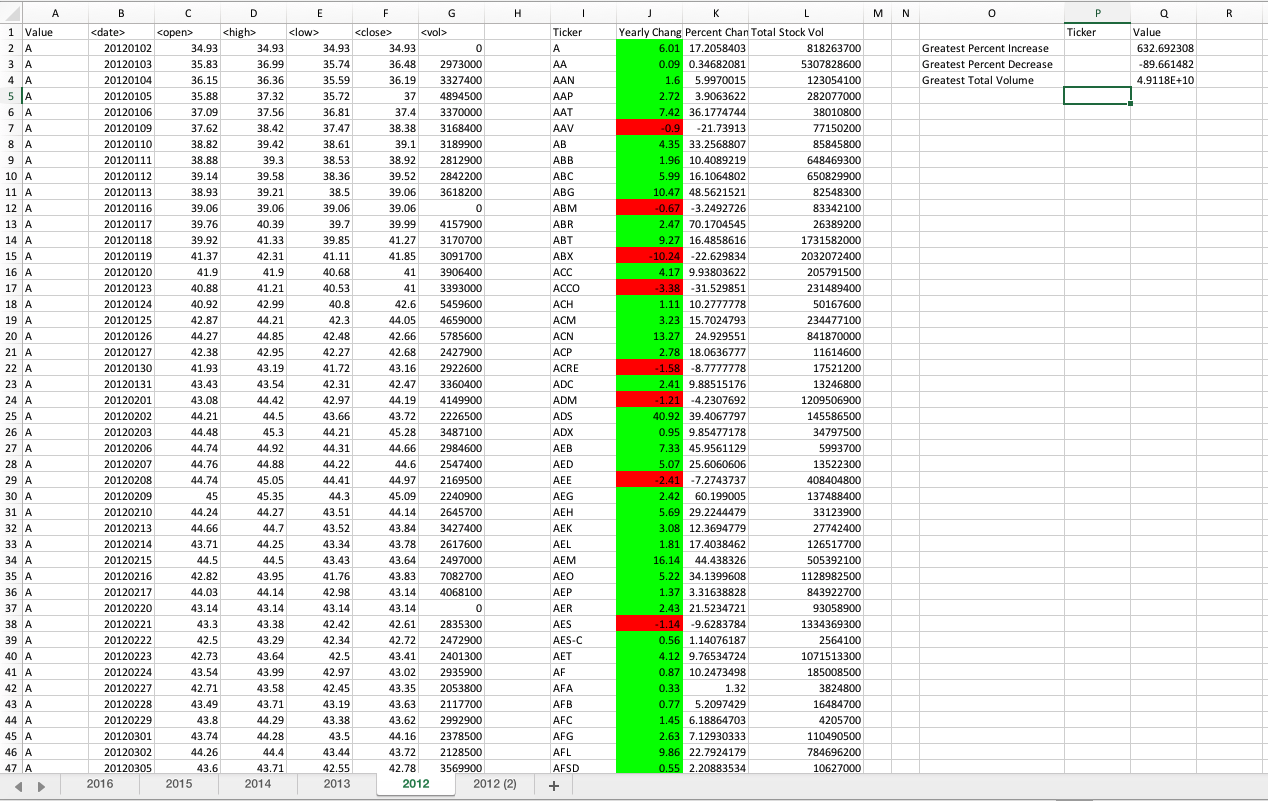 A B C D E F G H I J K L M N O P Q R
1 Value <date> <open> <high> <low> <close> <vol> Ticker Yearly Chang Percent Chan Total Stock Vol Ticker Value
2 A 20120102 34.93 34.93 34.93 34.93 0 A 6.01 17.2058403 818263700 Greatest Percent Increase 632.692308
3 A 20120103 35.83 36.99 35.74 36.48 2973000 AA 0.09 0.34682081 5307828600 Greatest Percent Decrease -89.661482
4 A 20120104 36.15 36.36 35.59 36.19 3327400 AAN 1.6 5.9970015 123054100 Greatest Total Volume 4.9118E+10
5 A 20120105 35.88 37.32 35.72 37 4894500 AAP 2.72 3.9063622 282077000
6 A 20120106 37.09 37.56 36.81 37.4 3370000 AAT 7.42 36.1774744 38010800
7 A 20120109 37.62 38.42 37.47 38.38 3168400 AAV -0.9 -21.73913 77150200
8 A 20120110 38.82 39.42 38.61 39.1 3189900 AB 4.35 33.2568807 85845800
9 A 20120111 38.88 39.3 38.53 38.92 2812900 ABB 1.96 10.4089219 648469300
10 A 20120112 39.14 39.58 38.36 39.52 2842200 ABC 5.99 16.1064802 650829900
11 A 20120113 38.93 39.21 38.5 39.06 3618200 ABG 10.47 48.5621521 82548300
12 A 20120116 39.06 39.06 39.06 39.06 0 ABM -0.67 -3.2492726 83342100
13 A 20120117 39.76 40.39 39.7 39.99 4157900 ABR 2.47 70.1704545 26389200
14 A 20120118 39.92 41.33 39.85 41.27 3170700 ABT 9.27 16.4858616 1731582000
15 A 20120119 41.37 42.31 41.11 41.85 3091700 ABX -10.24 -22.629834 2032072400
16 A 20120120 41.9 41.9 40.68 41 3906400 ACC 4.17 9.93803622 205791500
17 A 20120123 40.88 41.21 40.53 41 3393000 ACCO -3.38 -31.529851 231489400
18 A 20120124 40.92 42.99 40.8 42.6 5459600 ACH 1.11 10.2777778 50167600
19 A 20120125 42.87 44.21 42.3 44.05 4659000 ACM 3.23 15.7024793 234477100
20 A 20120126 44.27 44.85 42.48 42.66 5785600 ACN 13.27 24.929551 841870000
21 A 20120127 42.38 42.95 42.27 42.68 2427900 ACP 2.78 18.0636777 11614600
22 A 20120130 41.93 43.19 41.72 43.16 2922600 ACRE -1.58 -8.7777778 17521200
23 A 20120131 43.43 43.54 42.31 42.47 3360400 ADC 2.41 9.88515176 13246800
24 A 20120201 43.08 44.42 42.97 44.19 4149900 ADM -1.21 -4.2307692 1209506900
25 A 20120202 44.21 44.5 43.66 43.72 2226500 ADS 40.92 39.4067797 145586500
26 A 20120203 44.48 45.3 44.21 45.28 3487100 ADX 0.95 9.85477178 34797500
27 A 20120206 44.74 44.92 44.31 44.66 2984600 AEB 7.33 45.9561129 5993700
28 A 20120207 44.76 44.88 44.22 44.6 2547400 AED 5.07 25.6060606 13522300
29 A 20120208 44.74 45.05 44.41 44.97 2169500 AEE -2.41 -7.2743737 408404800
30 A 20120209 45 45.35 44.3 45.09 2240900 AEG 2.42 60.199005 137488400
31 A 20120210 44.24 44.27 43.51 44.14 2645700 AEH 5.69 29.2244479 33123900
32 A 20120213 44.66 44.7 43.52 43.84 3427400 AEK 3.08 12.3694779 27742400
33 A 20120214 43.71 44.25 43.34 43.78 2617600 AEL 1.81 17.4038462 126517700
34 A 20120215 44.5 44.5 43.43 43.64 2497000 AEM 16.14 44.438326 505392100
35 A 20120216 42.82 43.95 41.76 43.83 7082700 AEO 5.22 34.1399608 1128982500
36 A 20120217 44.03 44.14 42.98 43.14 4068100 AEP 1.37 3.31638828 843922700
37 A 20120220 43.14 43.14 43.14 43.14 0 AER 2.43 21.5234721 93058900
38 A 20120221 43.3 43.38 42.42 42.61 2835300 AES -1.14 -9.6283784 1334369300
39 A 20120222 42.5 43.29 42.34 42.72 2472900 AES-C 0.56 1.14076187 2564100
40 A 20120223 42.73 43.64 42.5 43.41 2401300 AET 4.12 9.76534724 1071513300
41 A 20120224 43.54 43.99 42.97 43.02 2935900 AF 0.87 10.2473498 185008500
42 A 20120227 42.71 43.58 42.45 43.35 2053800 AFA 0.33 1.32 3824800
43 A 20120228 43.49 43.71 43.19 43.63 2117700 AFB 0.77 5.2097429 16484700
44 A 20120229 43.8 44.29 43.38 43.62 2992900 AFC 1.45 6.18864703 4205700
45 A 20120301 43.74 44.28 43.5 44.16 2378500 AFG 2.63 7.12930333 110490500
46 A 20120302 44.26 44.4 43.44 43.72 2128500 AFL 9.86 22.7924179 784696200
47 A 20120305 43.6 43.71 42.55 42.78 3569900 AFSD 0.55 2.20883534 10627000
2016 2015 2014 2013 2012 2012 (2) +